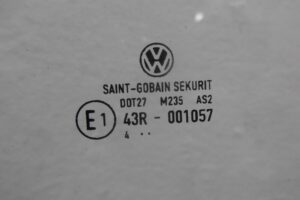 SAINT-GOBAIN SEKURIT
DOT27 M235 AS2
E1 43R - 001057
4 ..